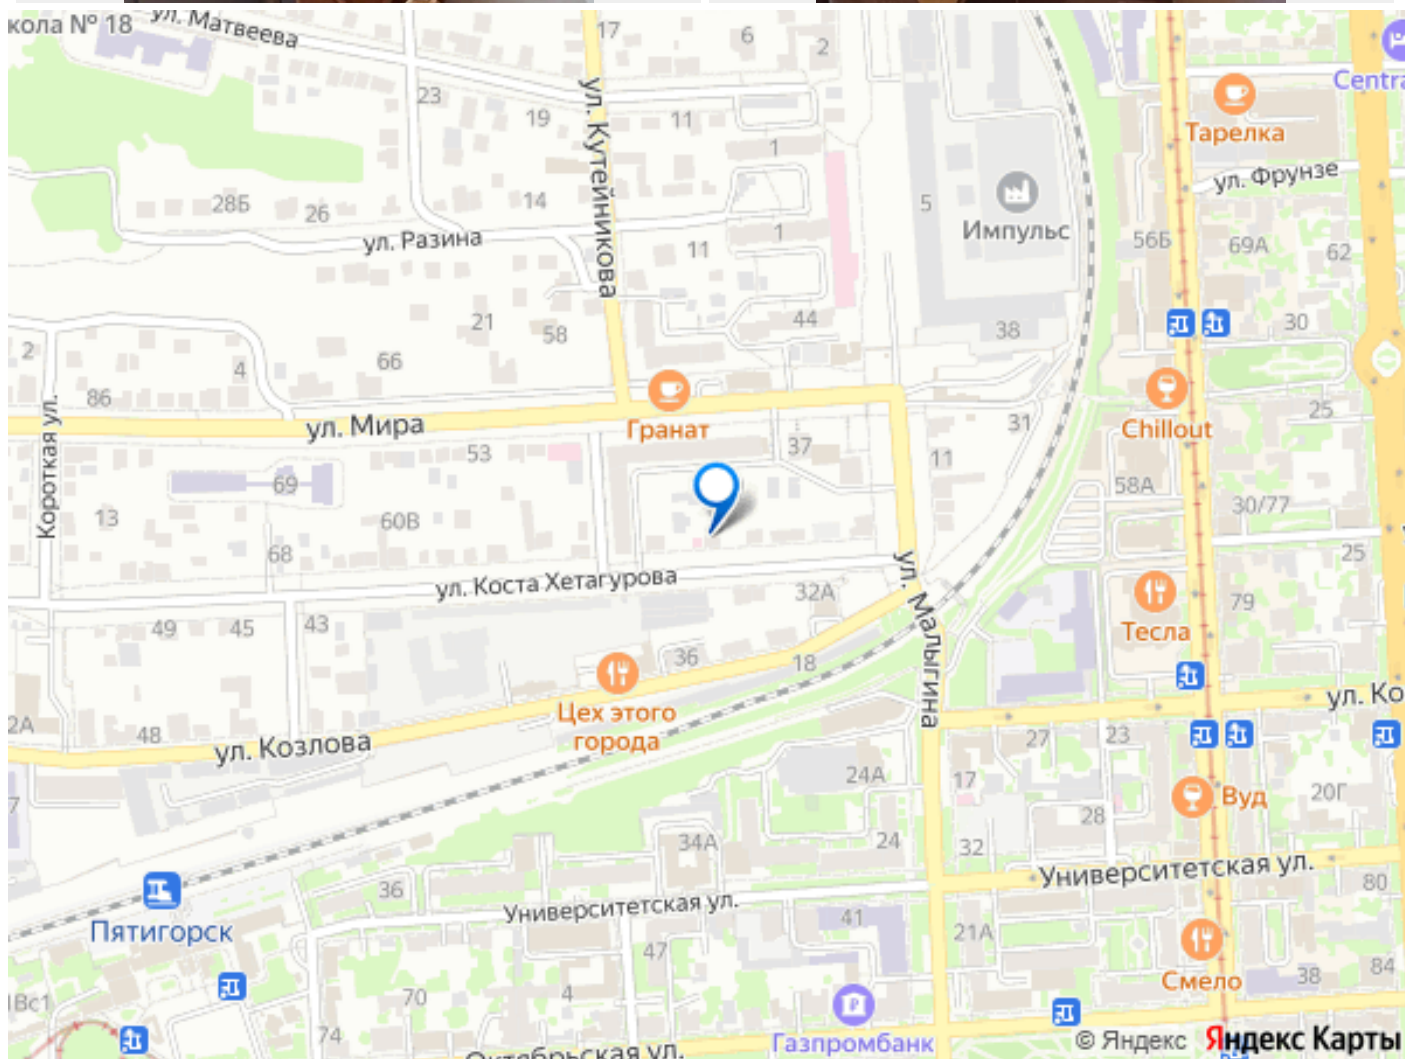 кола № 18
ул. Матвеева
17
6
2
Centra
23
19
11
ул. Кутейникова
1
Тарелка
ул. Фрунзе
28Б
26
14
5
Импульс
ул. Разина
11
1
56Б
69А
62
21
58
44
38
30
2
4
66
86
ул. Мира
Гранат
Chillout
25
31
Короткая ул.
53
37
11
69
58А
30/77
13
60В
25
68
ул. Коста Хетагурова
32А
ул. Малыгина
79
49
45
43
Тесла
36
18
Цех этого
города
2А
48
ул. Козлова
ул. Ко
27
23
24А
17
Вуд
20Г
7
28
34А
24
32
Университетская ул.
36
80
Университетская ул.
Пятигорск
41
21А
47
Смело
38
84
1Вс1
70
4
74
Газпромбанк
Октябрьская ул.
© Яндекс Яндекс Карты